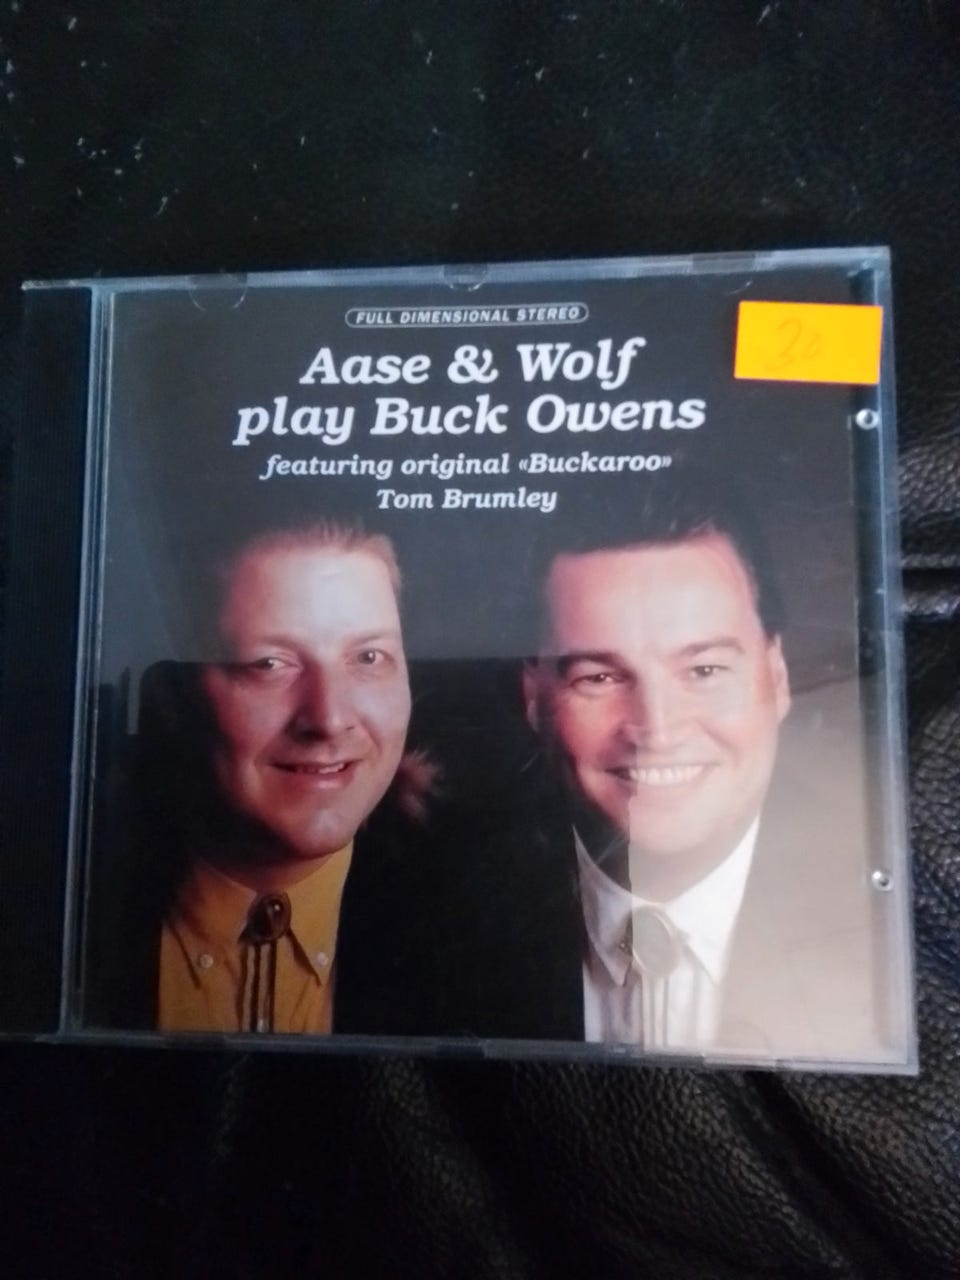 FULL DIMENSIONAL STEREO
Aase & Wolf
play Buck Owens
featuring original «Buckaroo»
Tom Brumley
30